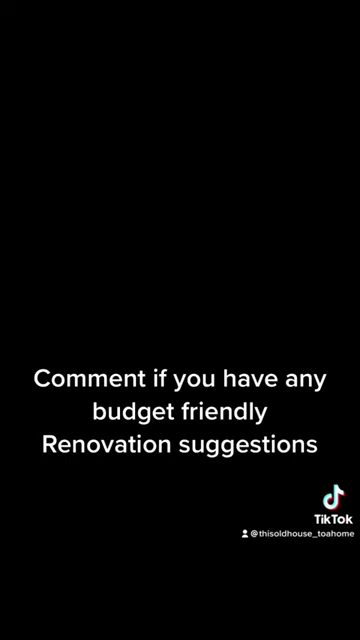 Comment if you have any
budget friendly
Renovation suggestions
TikTok
@thisoldhouse_toahome